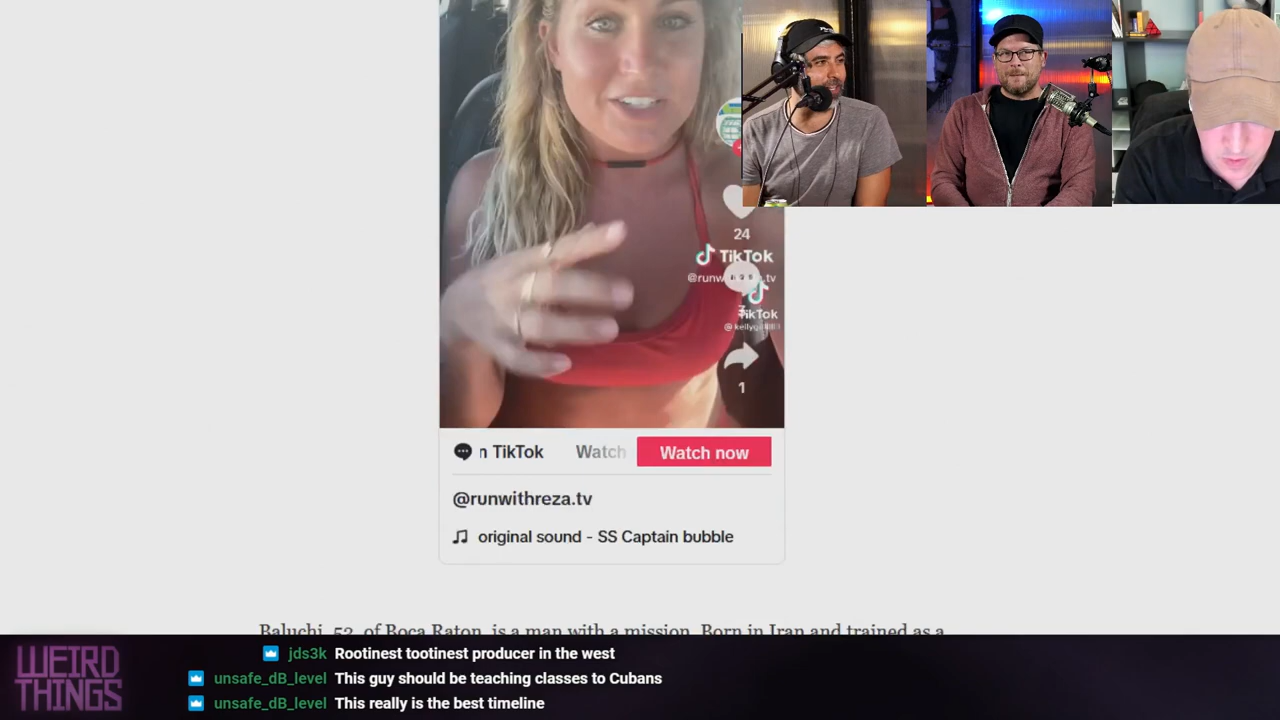 24
TikTok
TikTok
1
n TikTok Watch Watch now
@runwithreza.tv
original sound - SS Captain bubble
Baluchi, 53, of Boca Raton, is a man with a mission. Born in Iran and trained as a
WEIRD
THINGS
jds3k Rootinest tootinest producer in the west
unsafe_dB_level This guy should be teaching classes to Cubans
unsafe_dB_level This really is the best timeline